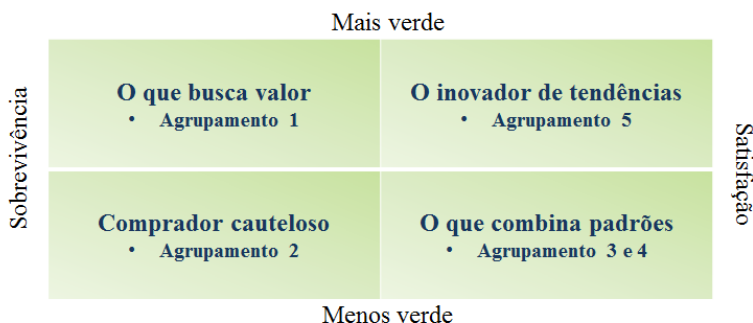 Mais verde
Sobrevivência
O que busca valor
• Agrupamento 1
O inovador de tendências
• Agrupamento 5
Satisfação
Comprador cauteloso
• Agrupamento 2
O que combina padrões
• Agrupamento 3 e 4
Menos verde